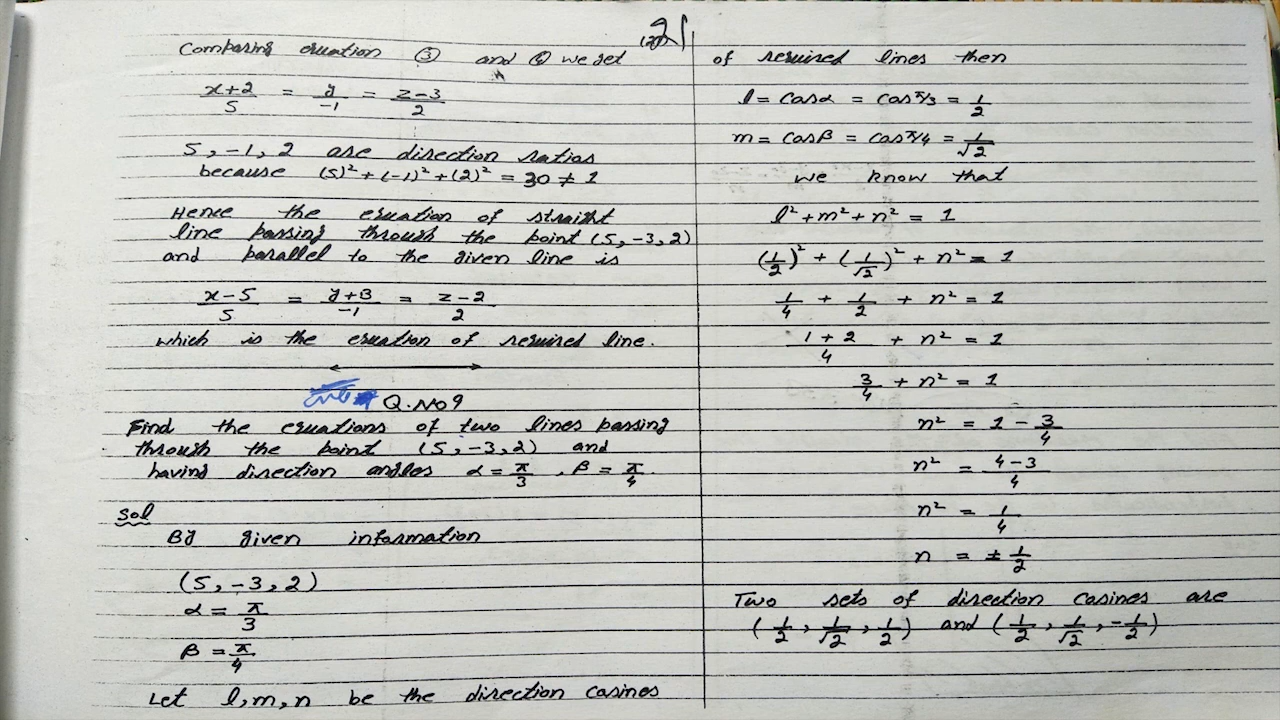 21
Comparing equation ③ and ④ we get
x+2/5 = y/-1 = z-3/2
5, -1, 2 are direction ratios
because (5)² + (-1)² + (2)² = 30 ≠ 1
Hence the equation of straight
line passing through the point (5, -3, 2)
and parallel to the given line is
x-5/5 = y+3/-1 = z-2/2
which is the equation of required line.
Q.No 9
Find the equations of two lines passing
through the point (5, -3, 2) and
having direction angles α = π/3, β = π/4.
Sol
By given information
(5, -3, 2)
α = π/3
β = π/4
Let l, m, n be the direction cosines
of required lines then
l = cosα = cos π/3 = 1/2
m = cosβ = cos π/4 = 1/√2
we know that
l² + m² + n² = 1
(1/2)² + (1/√2)² + n² = 1
1/4 + 1/2 + n² = 1
1+2/4 + n² = 1
3/4 + n² = 1
n² = 1 - 3/4
n² = 4-3/4
n² = 1/4
n = ± 1/2
Two sets of direction cosines are
(1/2, 1/√2, 1/2) and (1/2, 1/√2, -1/2)